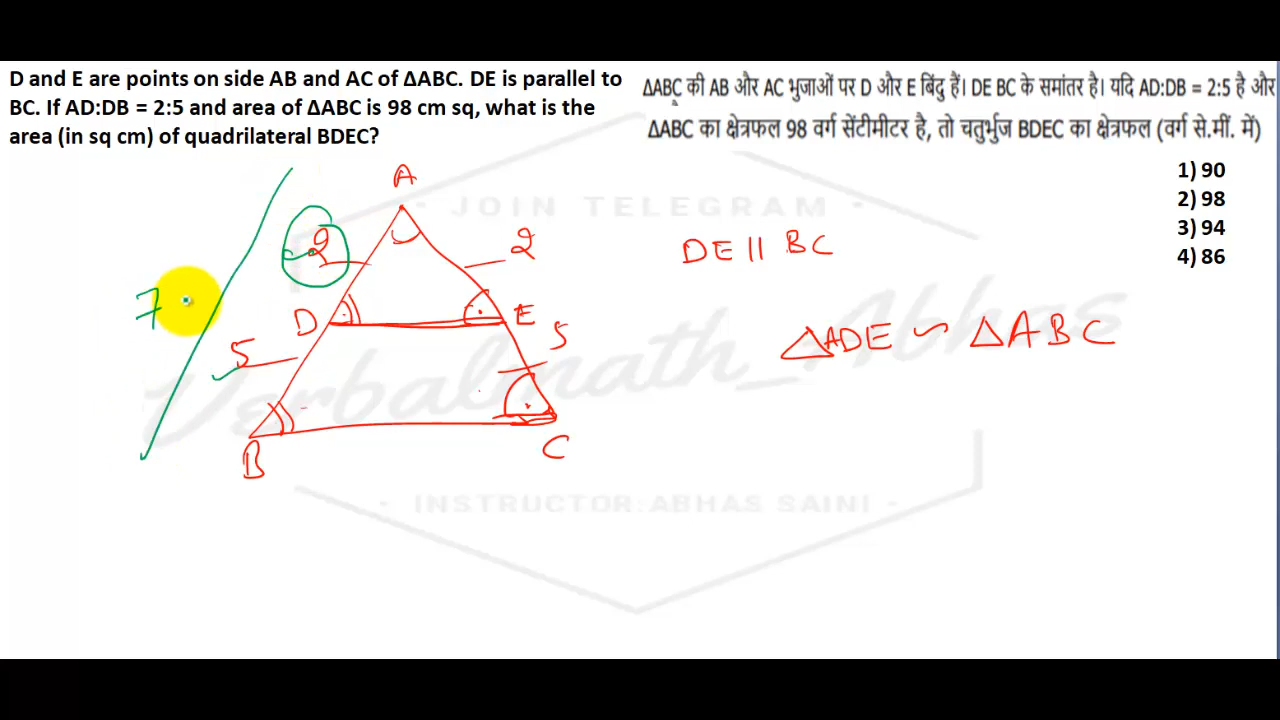 D and E are points on side AB and AC of ΔABC. DE is parallel to
BC. If AD:DB = 2:5 and area of ΔABC is 98 cm sq, what is the
area (in sq cm) of quadrilateral BDEC?
ΔABC की AB और AC भुजाओं पर D और E बिंदु हैं। DE BC के समांतर है। यदि AD:DB = 2:5 है और
ΔABC का क्षेत्रफल 98 वर्ग सेंटीमीटर है, तो चतुर्भुज BDEC का क्षेत्रफल (वर्ग से.मीं. में)
1) 90
2) 98
3) 94
4) 86
A
- JOIN TELEGRAM -
2
2
DE || BC
7
D
E
5
5
ΔADE ∽ ΔABC
Verbalmath_Abhas
B
C
- INSTRUCTOR: ABHAS SAINI -